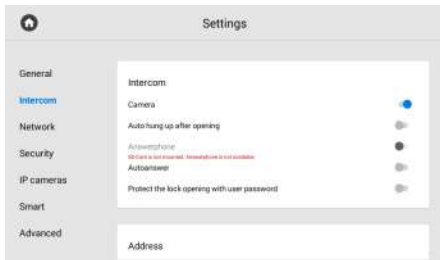 Settings
General
Intercom
Network
Security
IP cameras
Smart
Advanced
Intercom
Camera
Auto hung up after opening
Answerphone
SD Card is not mounted. Answerphone is not available
Autoanswer
Protect the lock opening with user password
Address